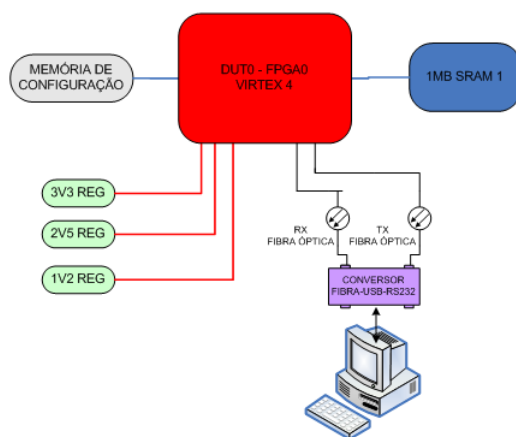 MEMÓRIA DE
CONFIGURAÇÃO
DUT0 - FPGA0
VIRTEX 4
1MB SRAM 1
3V3 REG
2V5 REG
1V2 REG
RX
FIBRA ÓPTICA
TX
FIBRA ÓPTICA
CONVERSOR
FIBRA-USB-RS232